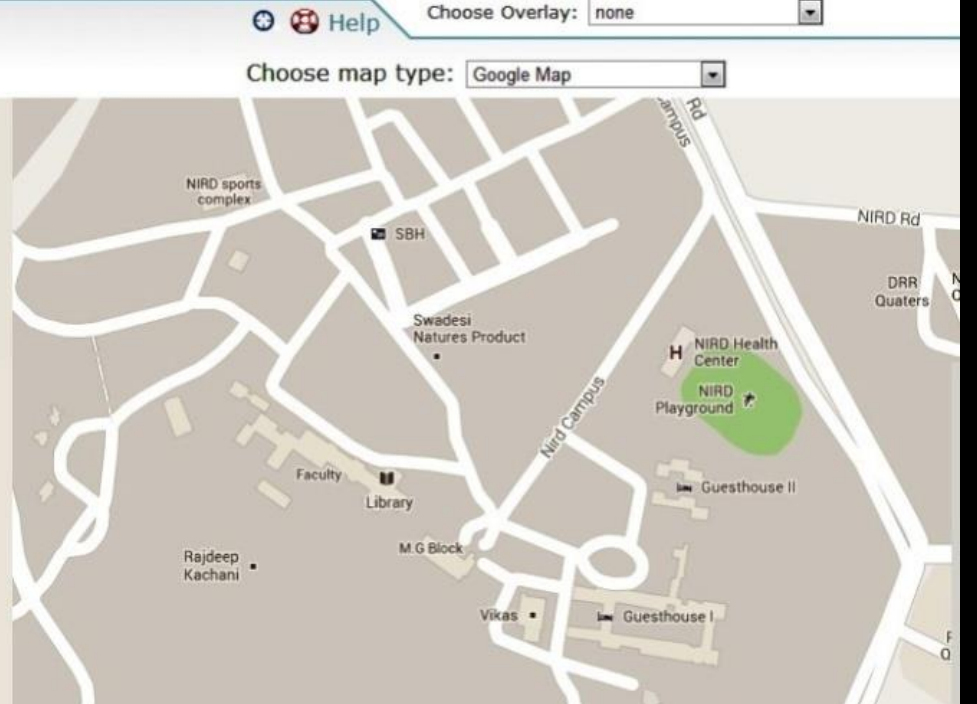 Help
Choose Overlay: none
Choose map type: Google Map
Rd
Campus
NIRD sports
complex
NIRD Rd
SBH
DRR
Quaters
Swadesi
Natures Product
H
NIRD Health
Center
NIRD
Playground
Nird Campus
Faculty
Library
Guesthouse II
M.G Block
Rajdeep
Kachani
Vikas
Guesthouse I